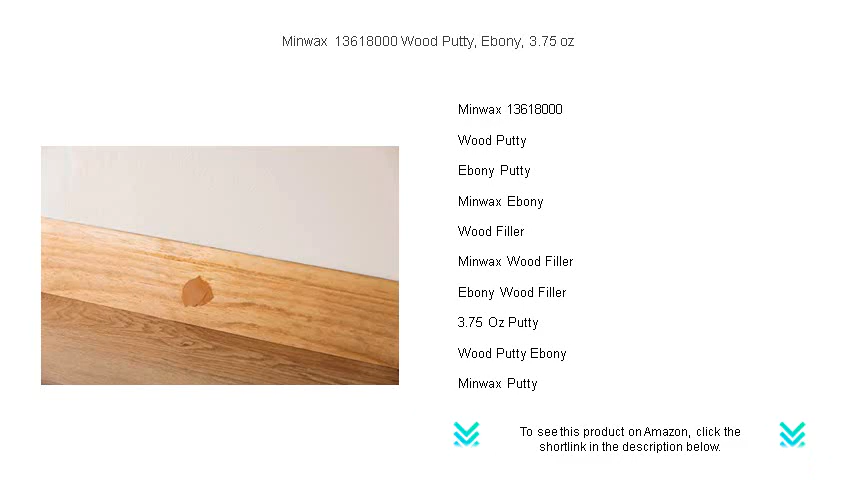 Minwax 13618000 Wood Putty, Ebony, 3.75 oz
Minwax 13618000
Wood Putty
Ebony Putty
Minwax Ebony
Wood Filler
Minwax Wood Filler
Ebony Wood Filler
3.75 Oz Putty
Wood Putty Ebony
Minwax Putty
To see this product on Amazon, click the
shortlink in the description below.